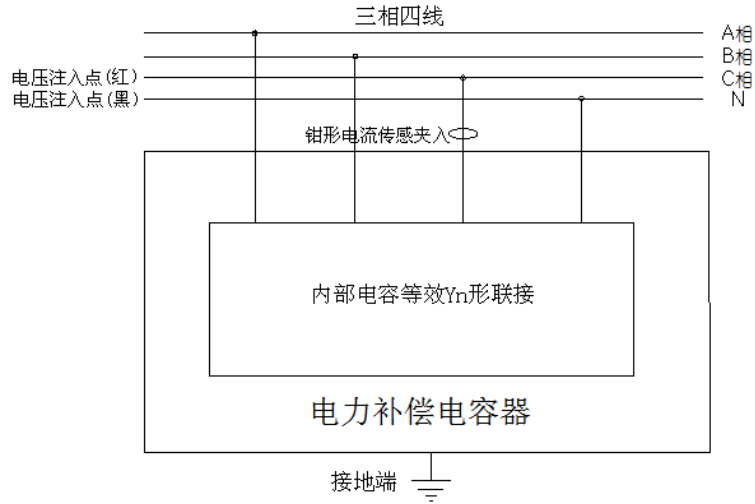 三相四线
A相
B相
电压注入点(红)
C相
电压注入点(黑)
N
钳形电流传感夹入
内部电容等效Yn形联接
电力补偿电容器
接地端